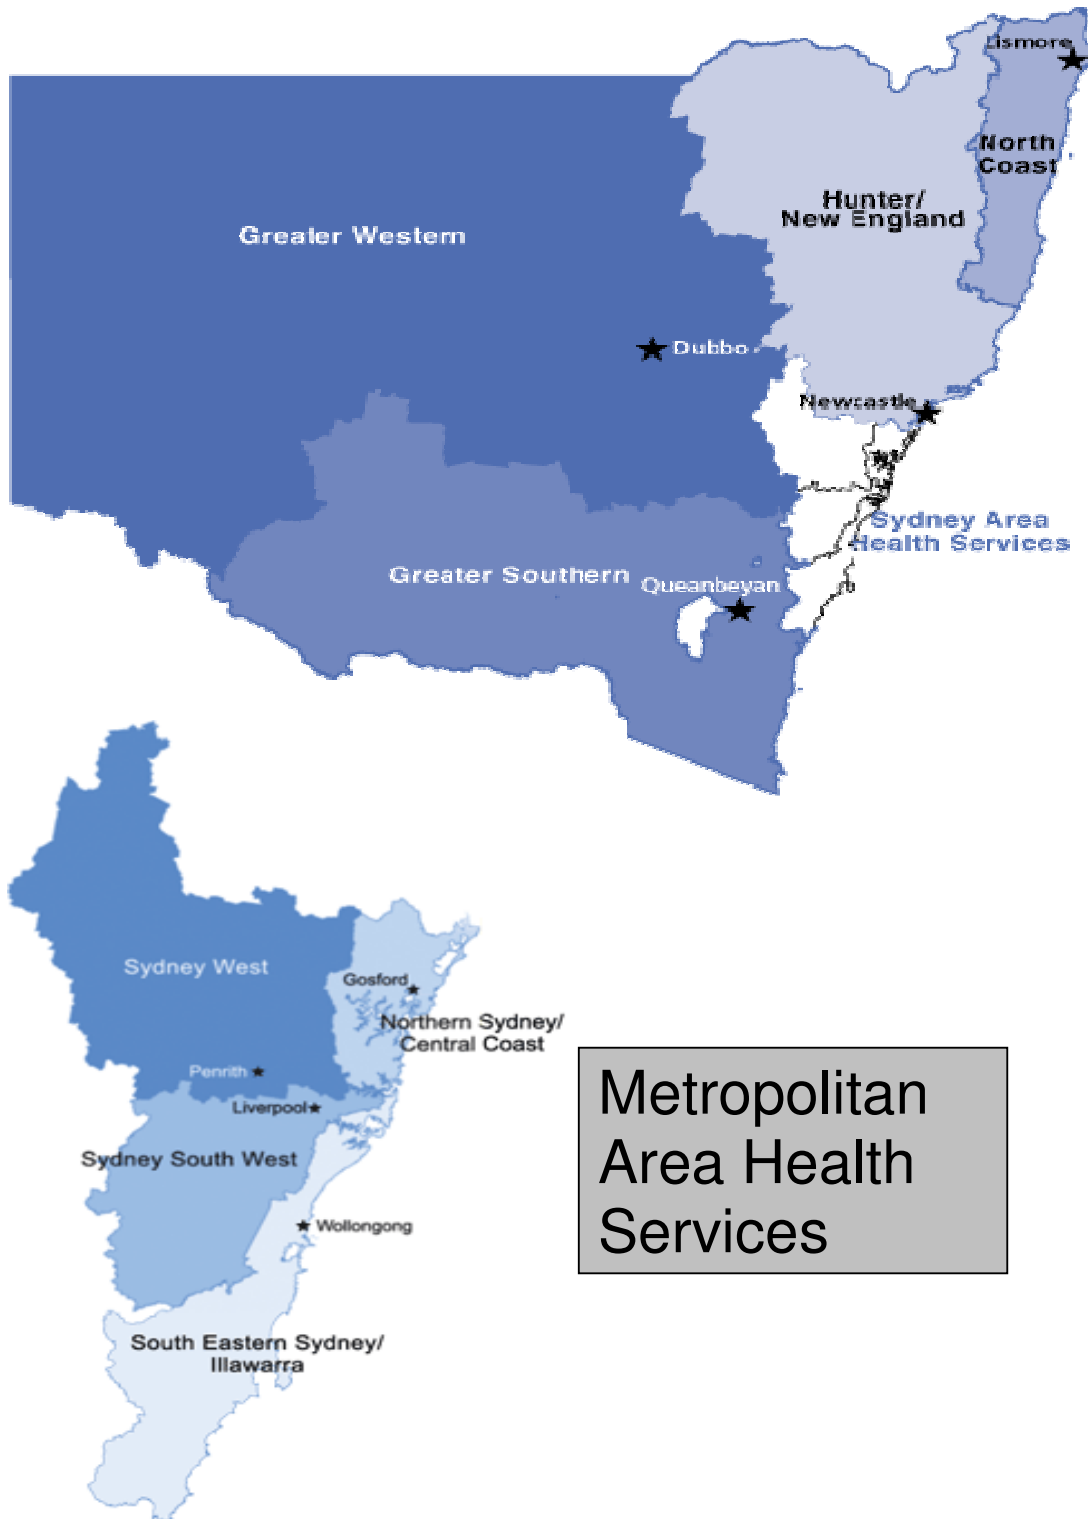 Lismore
North
Coast
Hunter/
New England
Greater Western
Dubbo
Newcastle
Sydney Area
Health Services
Greater Southern
Queanbeyan
Sydney West
Gosford
Northern Sydney/
Central Coast
Penrith
Liverpool
Sydney South West
Wollongong
South Eastern Sydney/
Illawarra
Metropolitan
Area Health
Services